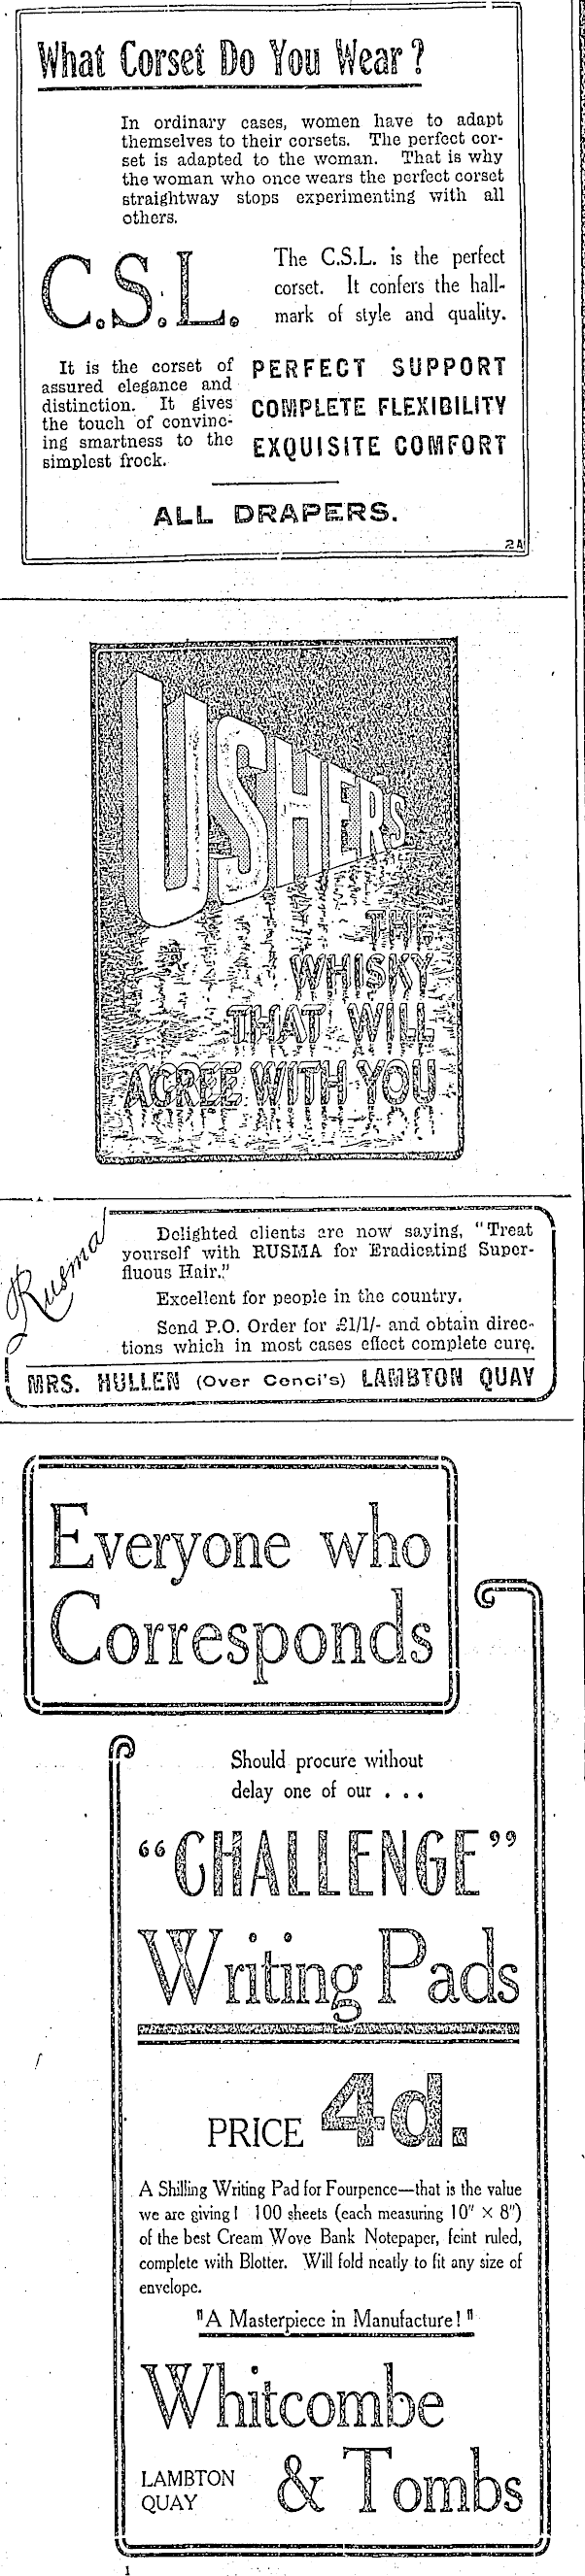 What Corset Do You Wear?
In ordinary cases, women have to adapt
themselves to their corsets. The perfect cor-
set is adapted to the woman. That is why
the woman who once wears the perfect corset
straightway stops experimenting with all
others.
C.S.L.
The C.S.L. is the perfect
corset. It confers the hall-
mark of style and quality.
It is the corset of
assured elegance and
distinction. It gives
the touch of convinc-
ing smartness to the
simplest frock.
PERFECT SUPPORT
COMPLETE FLEXIBILITY
EXQUISITE COMFORT
ALL DRAPERS.
2A
USHER'S
THE
WHISKY
THAT WILL
AGREE WITH YOU
Rusma
Delighted clients are now saying, "Treat
yourself with RUSMA for Eradicating Super-
fluous Hair."
Excellent for people in the country.
Send P.O. Order for £1/1/- and obtain direc-
tions which in most cases effect complete cure.
MRS. HULLEN (Over Cenci's) LAMBTON QUAY
Everyone who
Corresponds
Should procure without
delay one of our . . .
"CHALLENGE"
Writing Pads
PRICE 4d.
A Shilling Writing Pad for Fourpence—that is the value
we are giving! 100 sheets (each measuring 10" × 8")
of the best Cream Wove Bank Notepaper, feint ruled,
complete with Blotter. Will fold neatly to fit any size of
envelope.
"A Masterpiece in Manufacture!"
Whitcombe
& Tombs
LAMBTON
QUAY
1